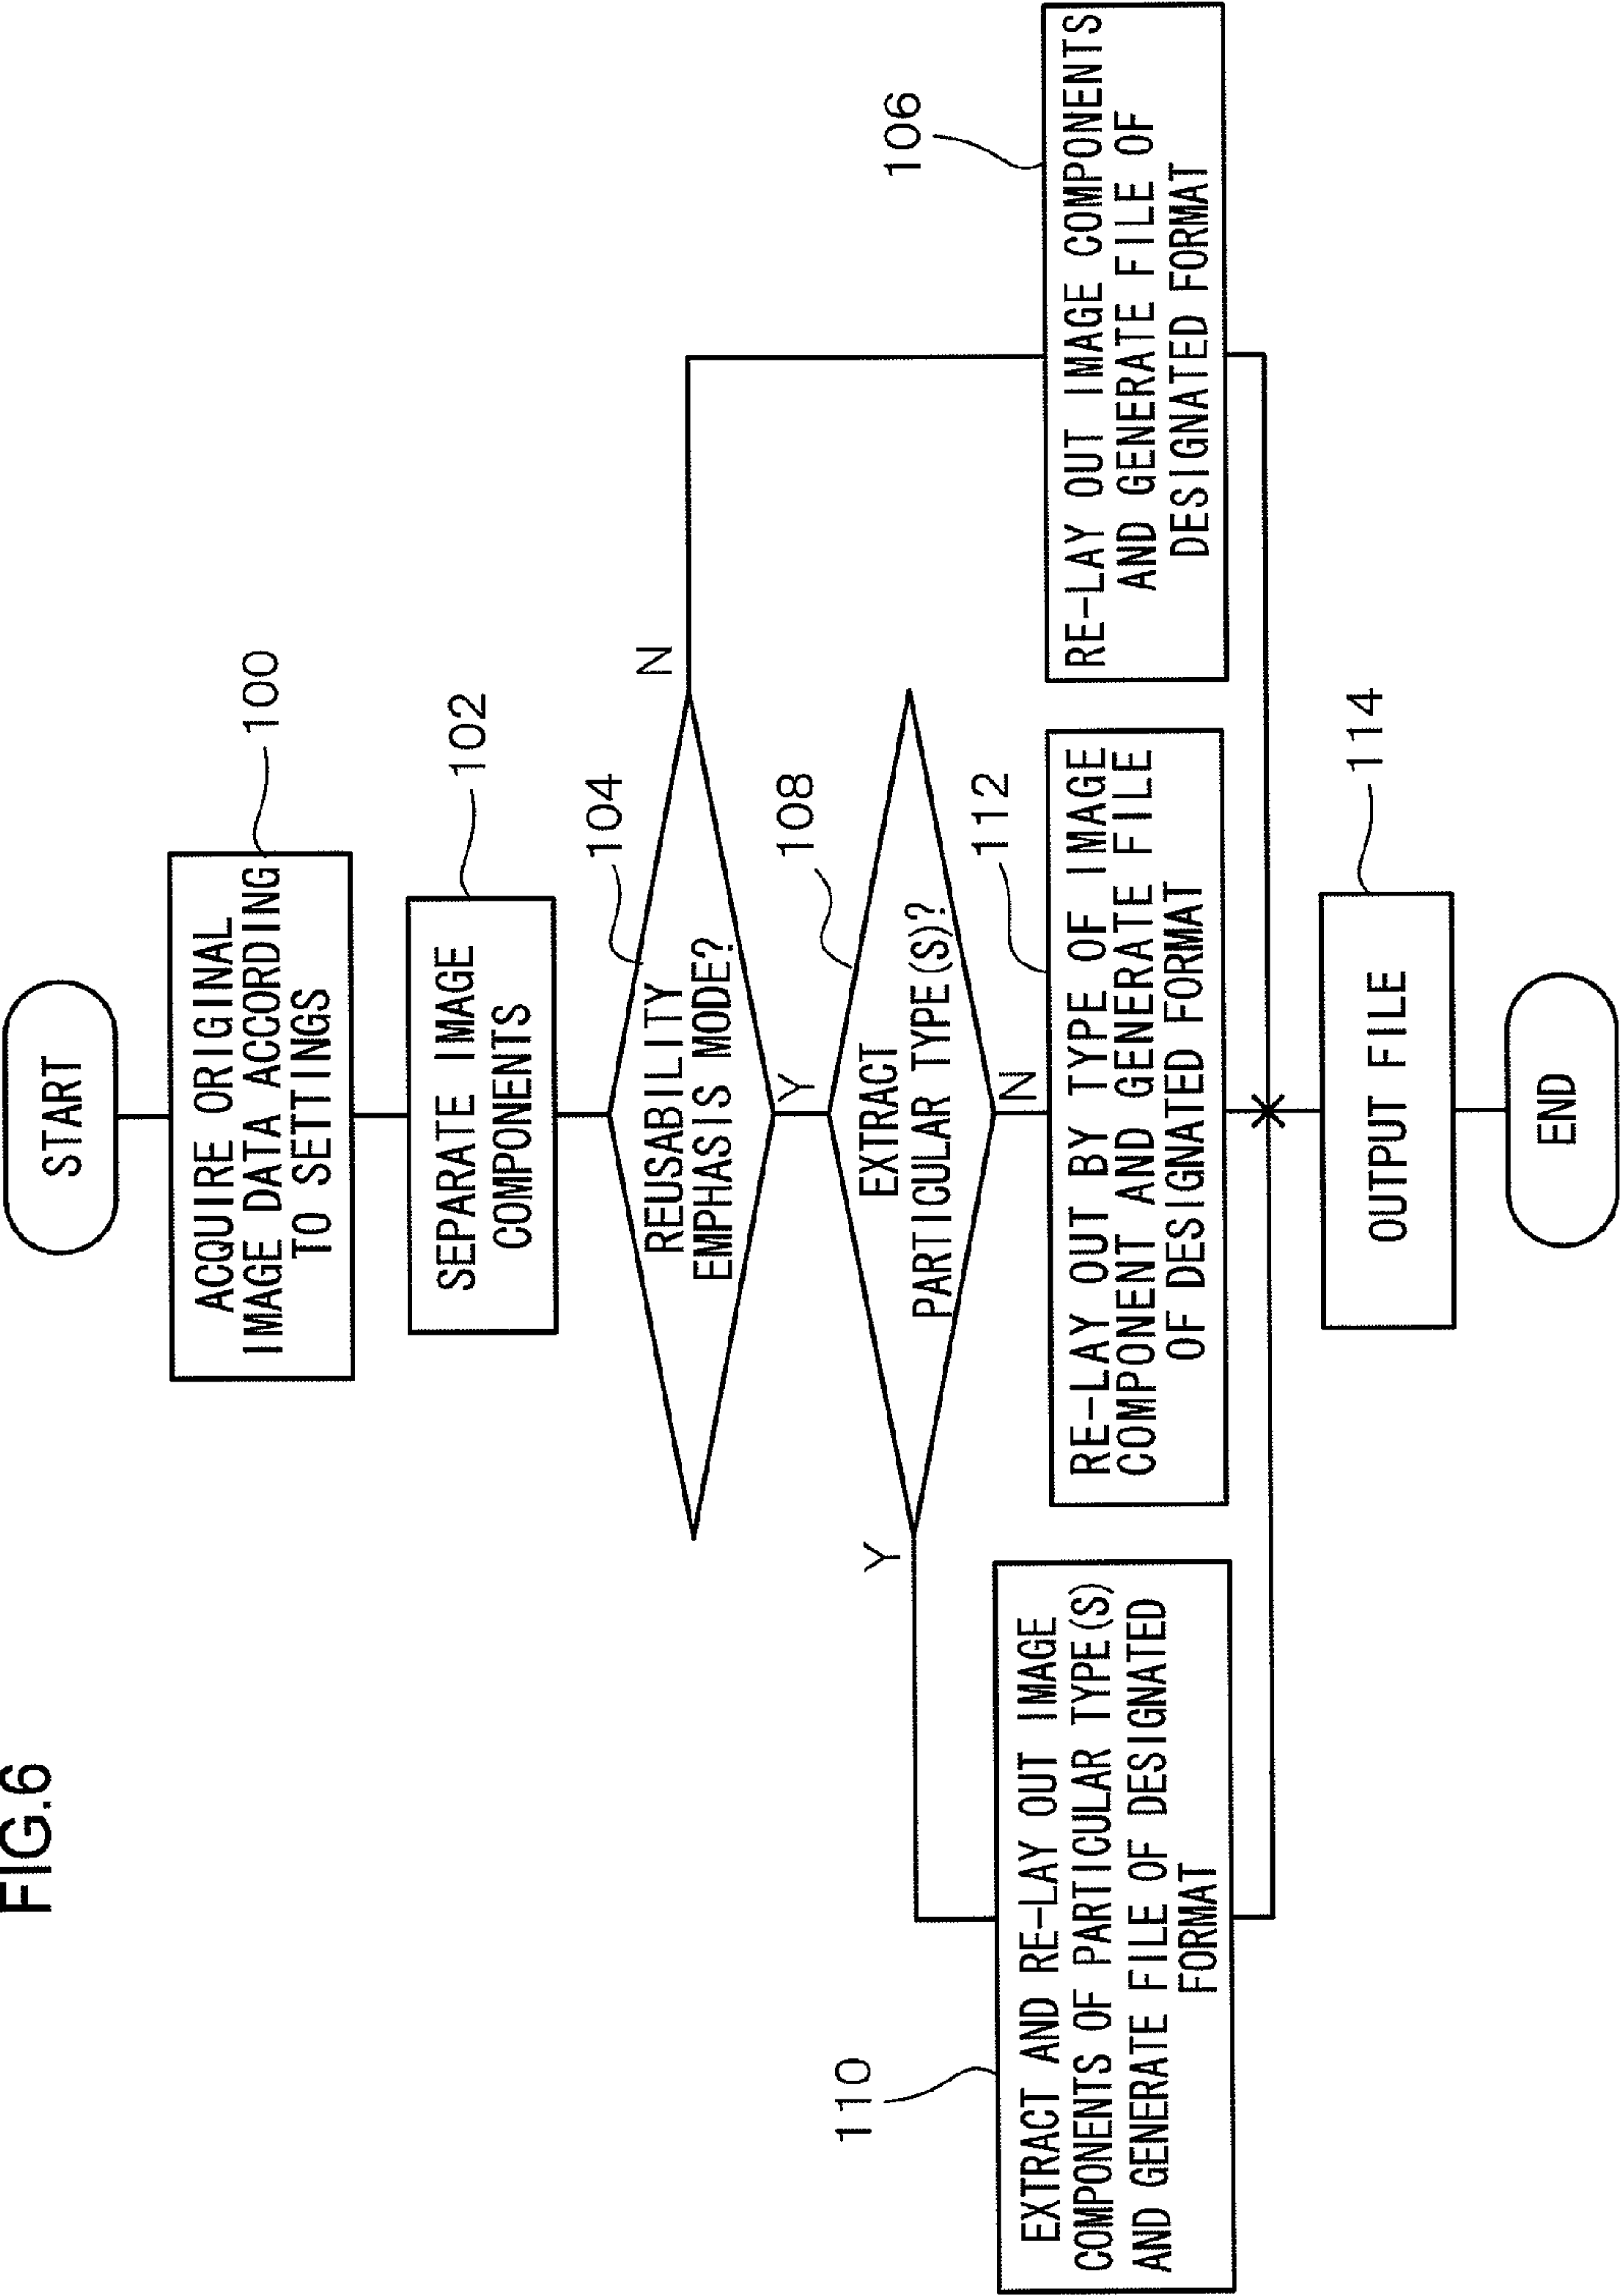 FIG.6
START
ACQUIRE ORIGINAL
IMAGE DATA ACCORDING
TO SETTINGS
100
SEPARATE IMAGE
COMPONENTS
102
REUSABILITY
EMPHASIS MODE?
104
N
Y
EXTRACT
PARTICULAR TYPE(S)?
108
Y
N
EXTRACT AND RE-LAY OUT IMAGE
COMPONENTS OF PARTICULAR TYPE(S)
AND GENERATE FILE OF DESIGNATED
FORMAT
110
RE-LAY OUT BY TYPE OF IMAGE
COMPONENT AND GENERATE FILE
OF DESIGNATED FORMAT
112
RE-LAY OUT IMAGE COMPONENTS
AND GENERATE FILE OF
DESIGNATED FORMAT
106
OUTPUT FILE
114
END